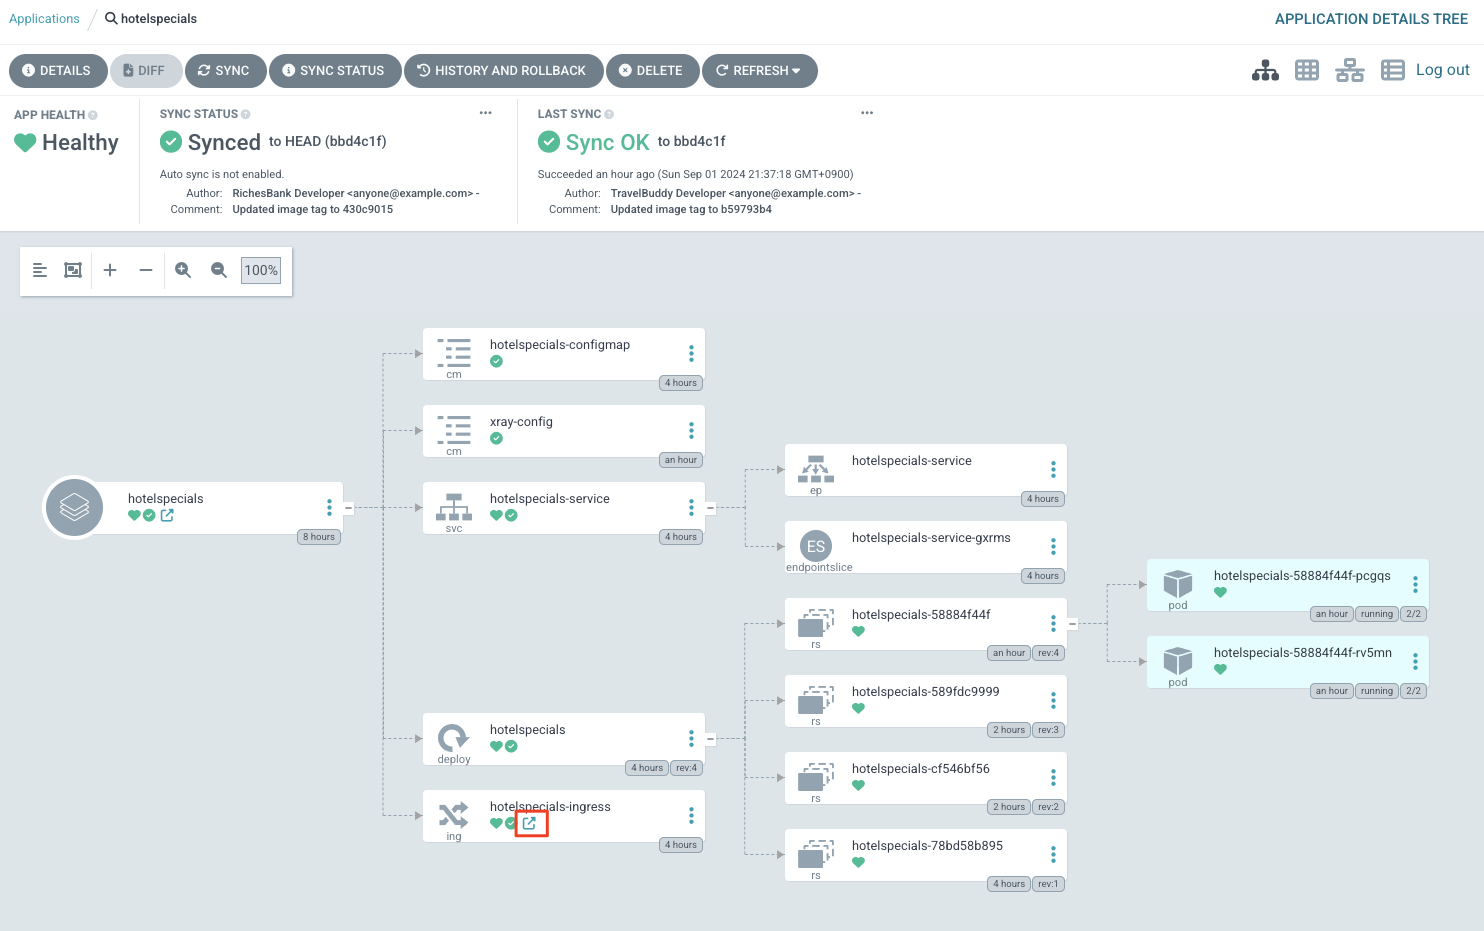 Applications / hotelspecials
APPLICATION DETAILS TREE
DETAILS DIFF SYNC SYNC STATUS HISTORY AND ROLLBACK DELETE REFRESH
Log out
APP HEALTH
Healthy
SYNC STATUS
Synced to HEAD (bbd4c1f)
Auto sync is not enabled.
Author: RichesBank Developer <anyone@example.com> -
Comment: Updated image tag to 430c9015
LAST SYNC
Sync OK to bbd4c1f
Succeeded an hour ago (Sun Sep 01 2024 21:37:18 GMT+0900)
Author: TravelBuddy Developer <anyone@example.com> -
Comment: Updated image tag to b59793b4
100%
hotelspecials
8 hours
hotelspecials-configmap
cm
4 hours
xray-config
cm
an hour
hotelspecials-service
svc
4 hours
hotelspecials
deploy
4 hours rev:4
hotelspecials-ingress
ing
4 hours
hotelspecials-service
ep
4 hours
ES
hotelspecials-service-gxrms
endpointslice
4 hours
hotelspecials-58884f44f
rs
an hour rev:4
hotelspecials-589fdc9999
rs
2 hours rev:3
hotelspecials-cf546bf56
rs
2 hours rev:2
hotelspecials-78bd58b895
rs
4 hours rev:1
hotelspecials-58884f44f-pcgqs
pod
an hour running 2/2
hotelspecials-58884f44f-rv5mn
pod
an hour running 2/2